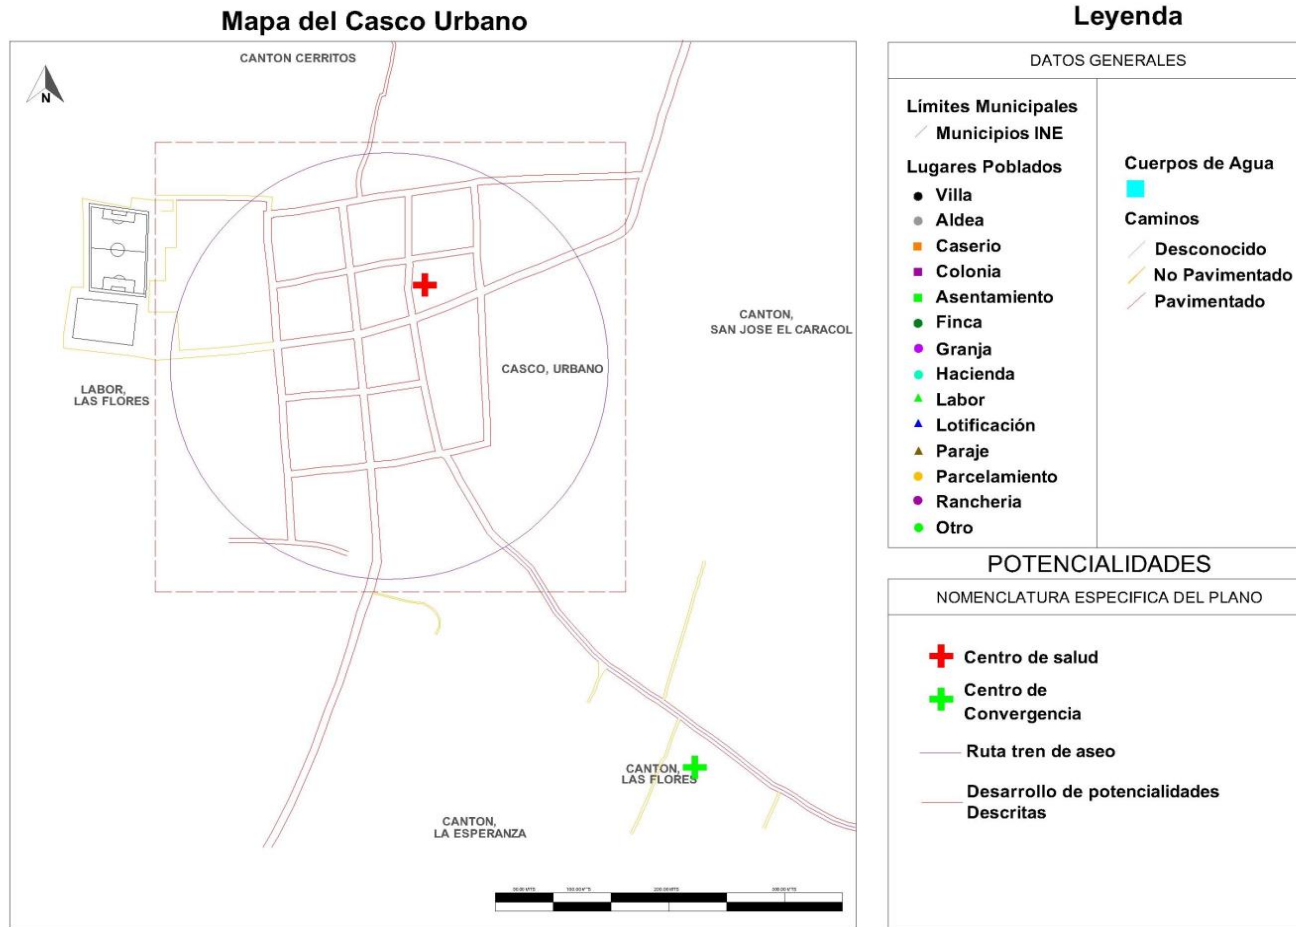 Mapa del Casco Urbano
CANTON CERRITOS
N
CANTON,
SAN JOSE EL CARACOL
CASCO, URBANO
LABOR,
LAS FLORES
CANTON,
LAS FLORES
CANTON,
LA ESPERANZA
Leyenda
DATOS GENERALES
Límites Municipales
Municipios INE
Lugares Poblados
Villa
Aldea
Caserio
Colonia
Asentamiento
Finca
Granja
Hacienda
Labor
Lotificación
Paraje
Parcelamiento
Rancheria
Otro
Cuerpos de Agua
Caminos
Desconocido
No Pavimentado
Pavimentado
POTENCIALIDADES
NOMENCLATURA ESPECIFICA DEL PLANO
Centro de salud
Centro de
Convergencia
Ruta tren de aseo
Desarrollo de potencialidades
Descritas